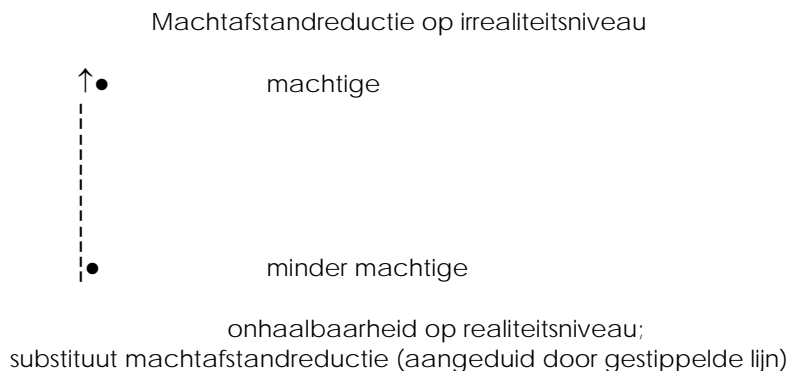 Machtafstandreductie op irrealiteitsniveau
machtige
minder machtige
onhaalbaarheid op realiteitsniveau;
substituut machtafstandreductie (aangeduid door gestippelde lijn)